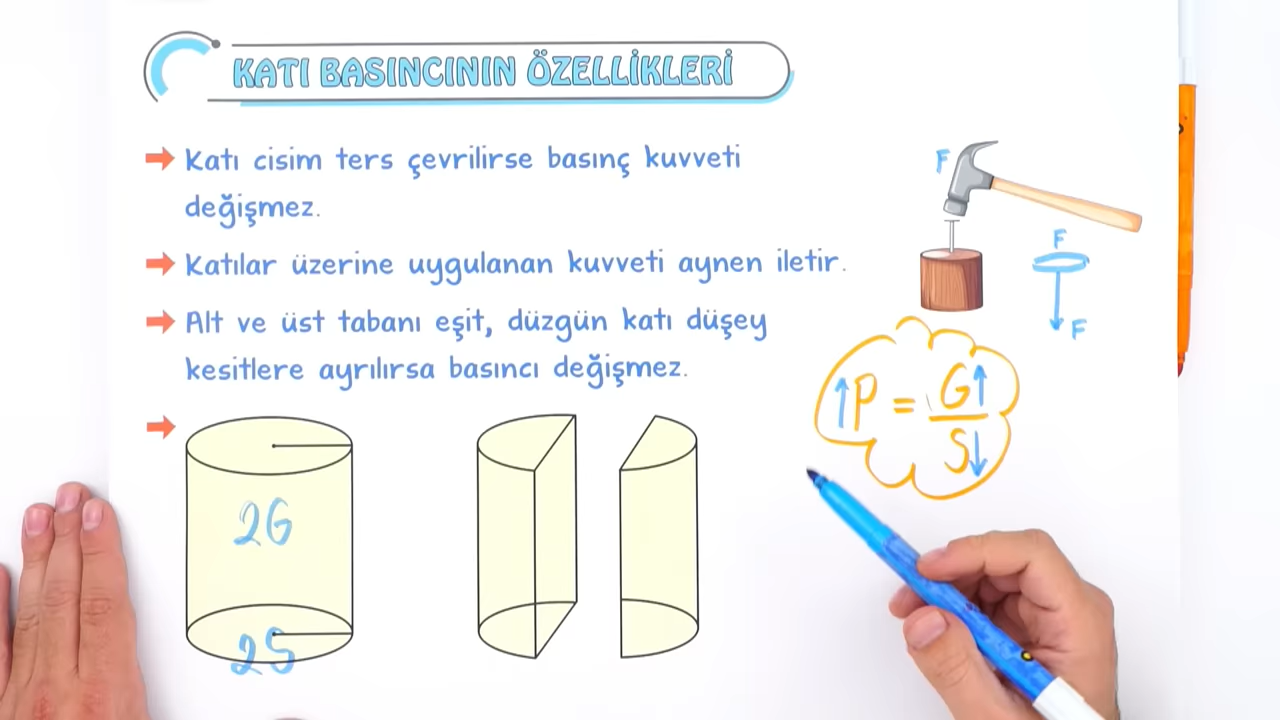 KATI BASINCININ ÖZELLİKLERİ
Katı cisim ters çevrilirse basınç kuvveti
değişmez.
Katılar üzerine uygulanan kuvveti aynen iletir.
Alt ve üst tabanı eşit, düzgün katı düşey
kesitlere ayrılırsa basıncı değişmez.
F
F
F
↑P = G↑
S↓
2G
2S